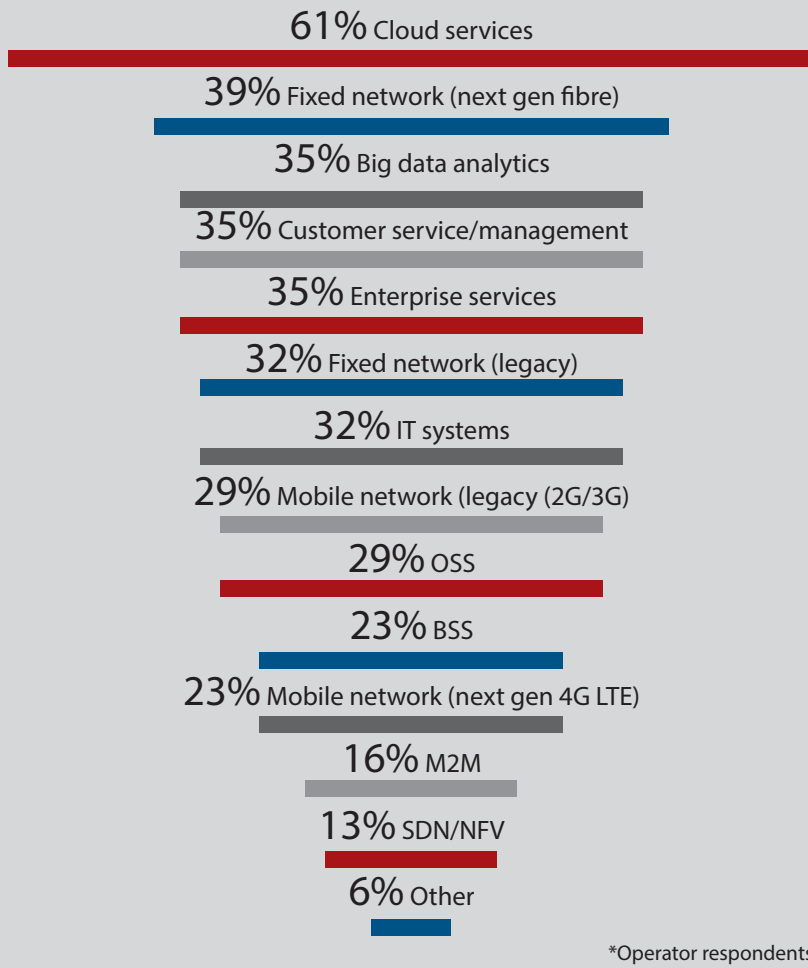 61% Cloud services
39% Fixed network (next gen fibre)
35% Big data analytics
35% Customer service/management
35% Enterprise services
32% Fixed network (legacy)
32% IT systems
29% Mobile network (legacy (2G/3G)
29% OSS
23% BSS
23% Mobile network (next gen 4G LTE)
16% M2M
13% SDN/NFV
6% Other
*Operator respondents